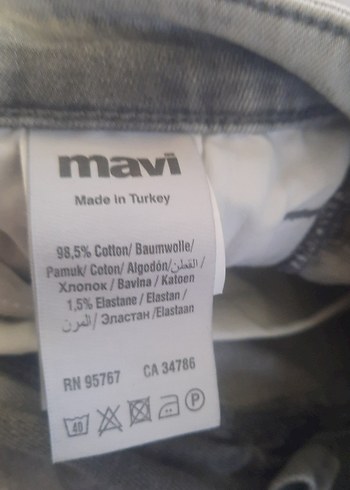 mavi
Made in Turkey
98,5% Cotton/ Baumwolle/
Pamuk/ Coton/ Algodón/القطن/
Хлопок / Bavlna / Katoen
1,5% Elastane / Elastan /
المرن/ Эластан /Elastaan
RN 95767 CA 34786
40 P